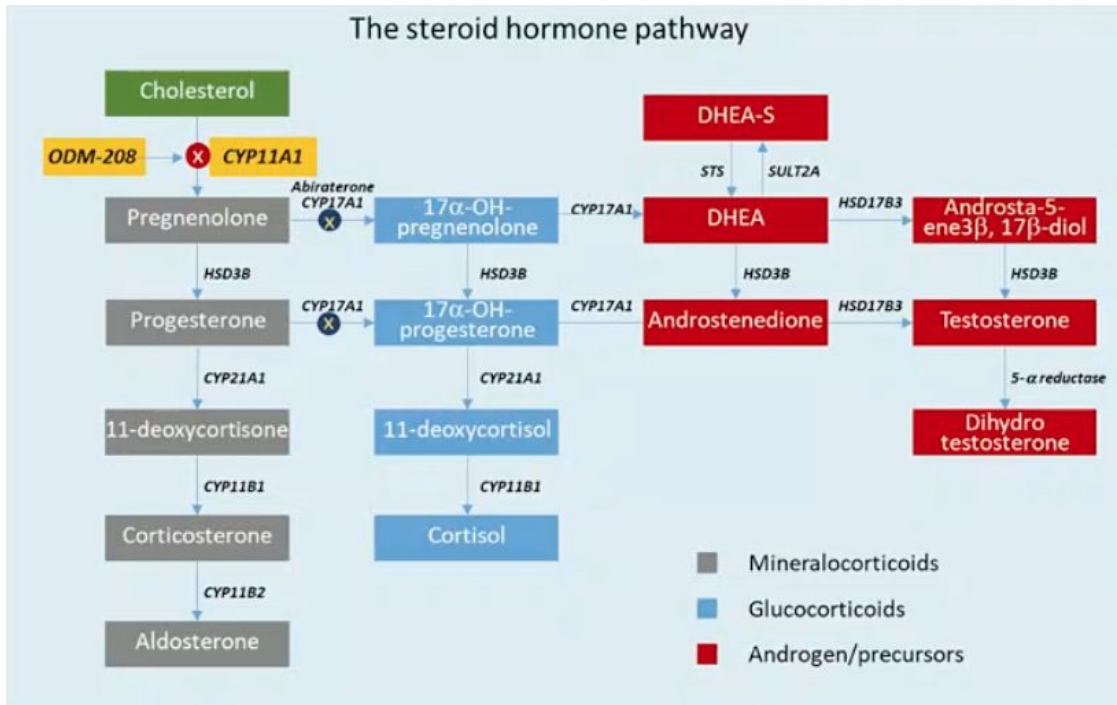 The steroid hormone pathway
Cholesterol
DHEA-S
ODM-208
X
CYP11A1
STS
SULT2A
Abiraterone
CYP17A1
X
Pregnenolone
17α-OH-
pregnenolone
CYP17A1
DHEA
HSD17B3
Androsta-5-
ene3β, 17β-diol
HSD3B
HSD3B
HSD3B
HSD3B
Progesterone
CYP17A1
X
17α-OH-
progesterone
CYP17A1
Androstenedione
HSD17B3
Testosterone
CYP21A1
CYP21A1
5-α reductase
11-deoxycortisone
11-deoxycortisol
Dihydro
testosterone
CYP11B1
CYP11B1
Corticosterone
Cortisol
CYP11B2
Aldosterone
Mineralocorticoids
Glucocorticoids
Androgen/precursors